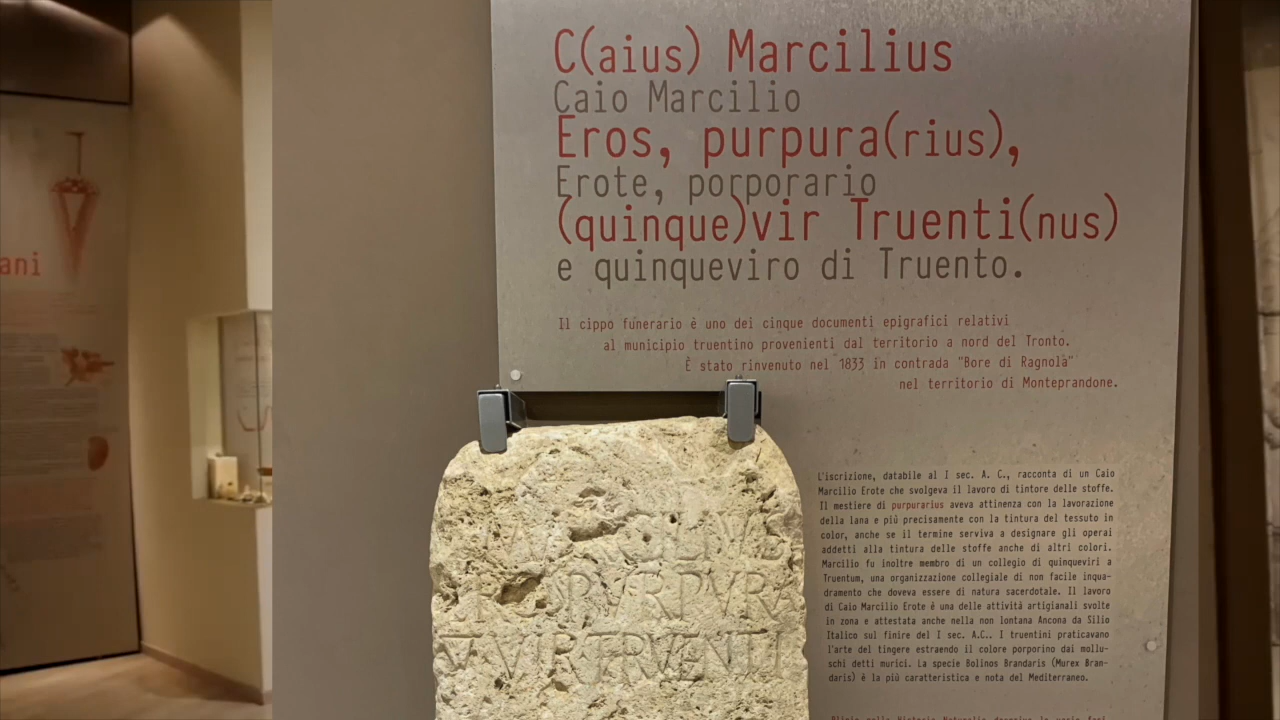 ani
C(aius) Marcilius
Caio Marcilio
Eros, purpura(rius),
Erote, porporario
(quinque)vir Truenti(nus)
e quinqueviro di Truento.
Il cippo funerario è uno dei cinque documenti epigrafici relativi
al municipio truentino provenienti dal territorio a nord del Tronto.
È stato rinvenuto nel 1833 in contrada "Bore di Ragnola"
nel territorio di Monteprandone.
L'iscrizione, databile al I sec. A. C., racconta di un Caio
Marcilio Erote che svolgeva il lavoro di tintore delle stoffe.
Il mestiere di purpurarius aveva attinenza con la lavorazione
della lana e più precisamente con la tintura del tessuto in
color, anche se il termine serviva a designare gli operai
addetti alla tintura delle stoffe anche di altri colori.
Marcilio fu inoltre membro di un collegio di quinqueviri a
Truentum, una organizzazione collegiale di non facile inqua-
dramento che doveva essere di natura sacerdotale. Il lavoro
di Caio Marcilio Erote è una delle attività artigianali svolte
in zona e attestata anche nella non lontana Ancona da Silio
Italico sul finire del I sec. A.C.. I truentini praticavano
l'arte del tingere estraendo il colore porporino dai mollu-
schi detti murici. La specie Bolinos Brandaris (Murex Bran-
daris) è la più caratteristica e nota del Mediterraneo.
PURPURA
VIR TRVENTI